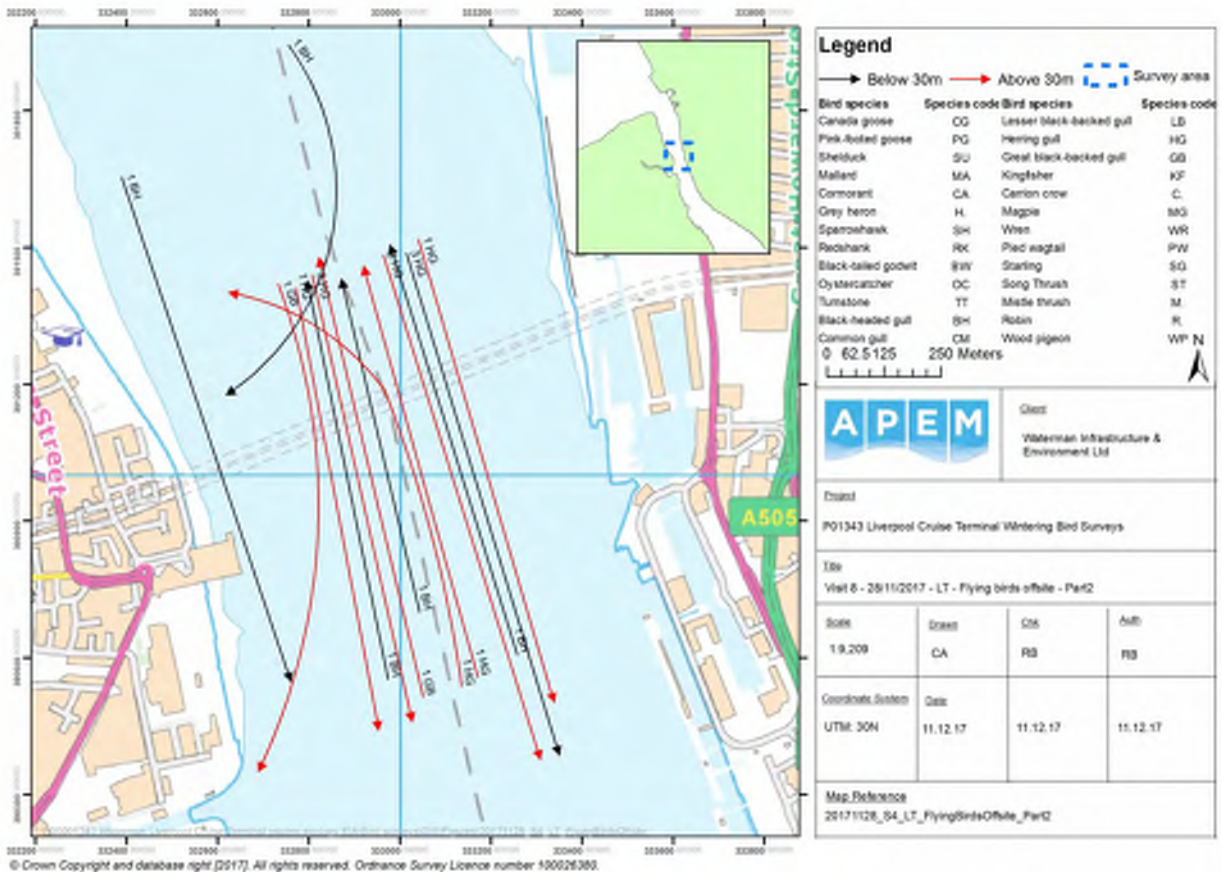 1 BH
1 BH
1 HG
1 HG
1 BH
1 BH
1 BH
1 GB
1 HG
1 HG
Street
Great Howard Stre
A505
Legend
Below 30m
Above 30m
Survey area
Bird species Species code Bird species Species code
Canada goose CG Lesser black-backed gull LB
Pink-footed goose PG Herring gull HG
Shelduck SU Great black-backed gull GB
Mallard MA Kingfisher KF
Cormorant CA Carrion crow C.
Grey heron H. Magpie MG
Sparrowhawk SH Wren WR
Redshank RK Pied wagtail PW
Black-tailed godwit BW Starling SG
Oystercatcher OC Song Thrush ST
Turnstone TT Mistle thrush M.
Black-headed gull BH Robin R.
Common gull CM Wood pigeon WP
N
0 62.5 125 250 Meters
APEM
Client
Waterman Infrastructure &
Environment Ltd
Project
P01343 Liverpool Cruise Terminal Wintering Bird Surveys
Title
Visit 8 - 28/11/2017 - LT - Flying birds offsite - Part2
Scale Drawn Chk Auth
1:9,209 CA RB RB
Coordinate System Date
UTM: 30N 11.12.17 11.12.17 11.12.17
Map Reference
20171128_S4_LT_FlyingBirdsOffsite_Part2
© Crown Copyright and database right [2017]. All rights reserved. Ordnance Survey Licence number 100026380.